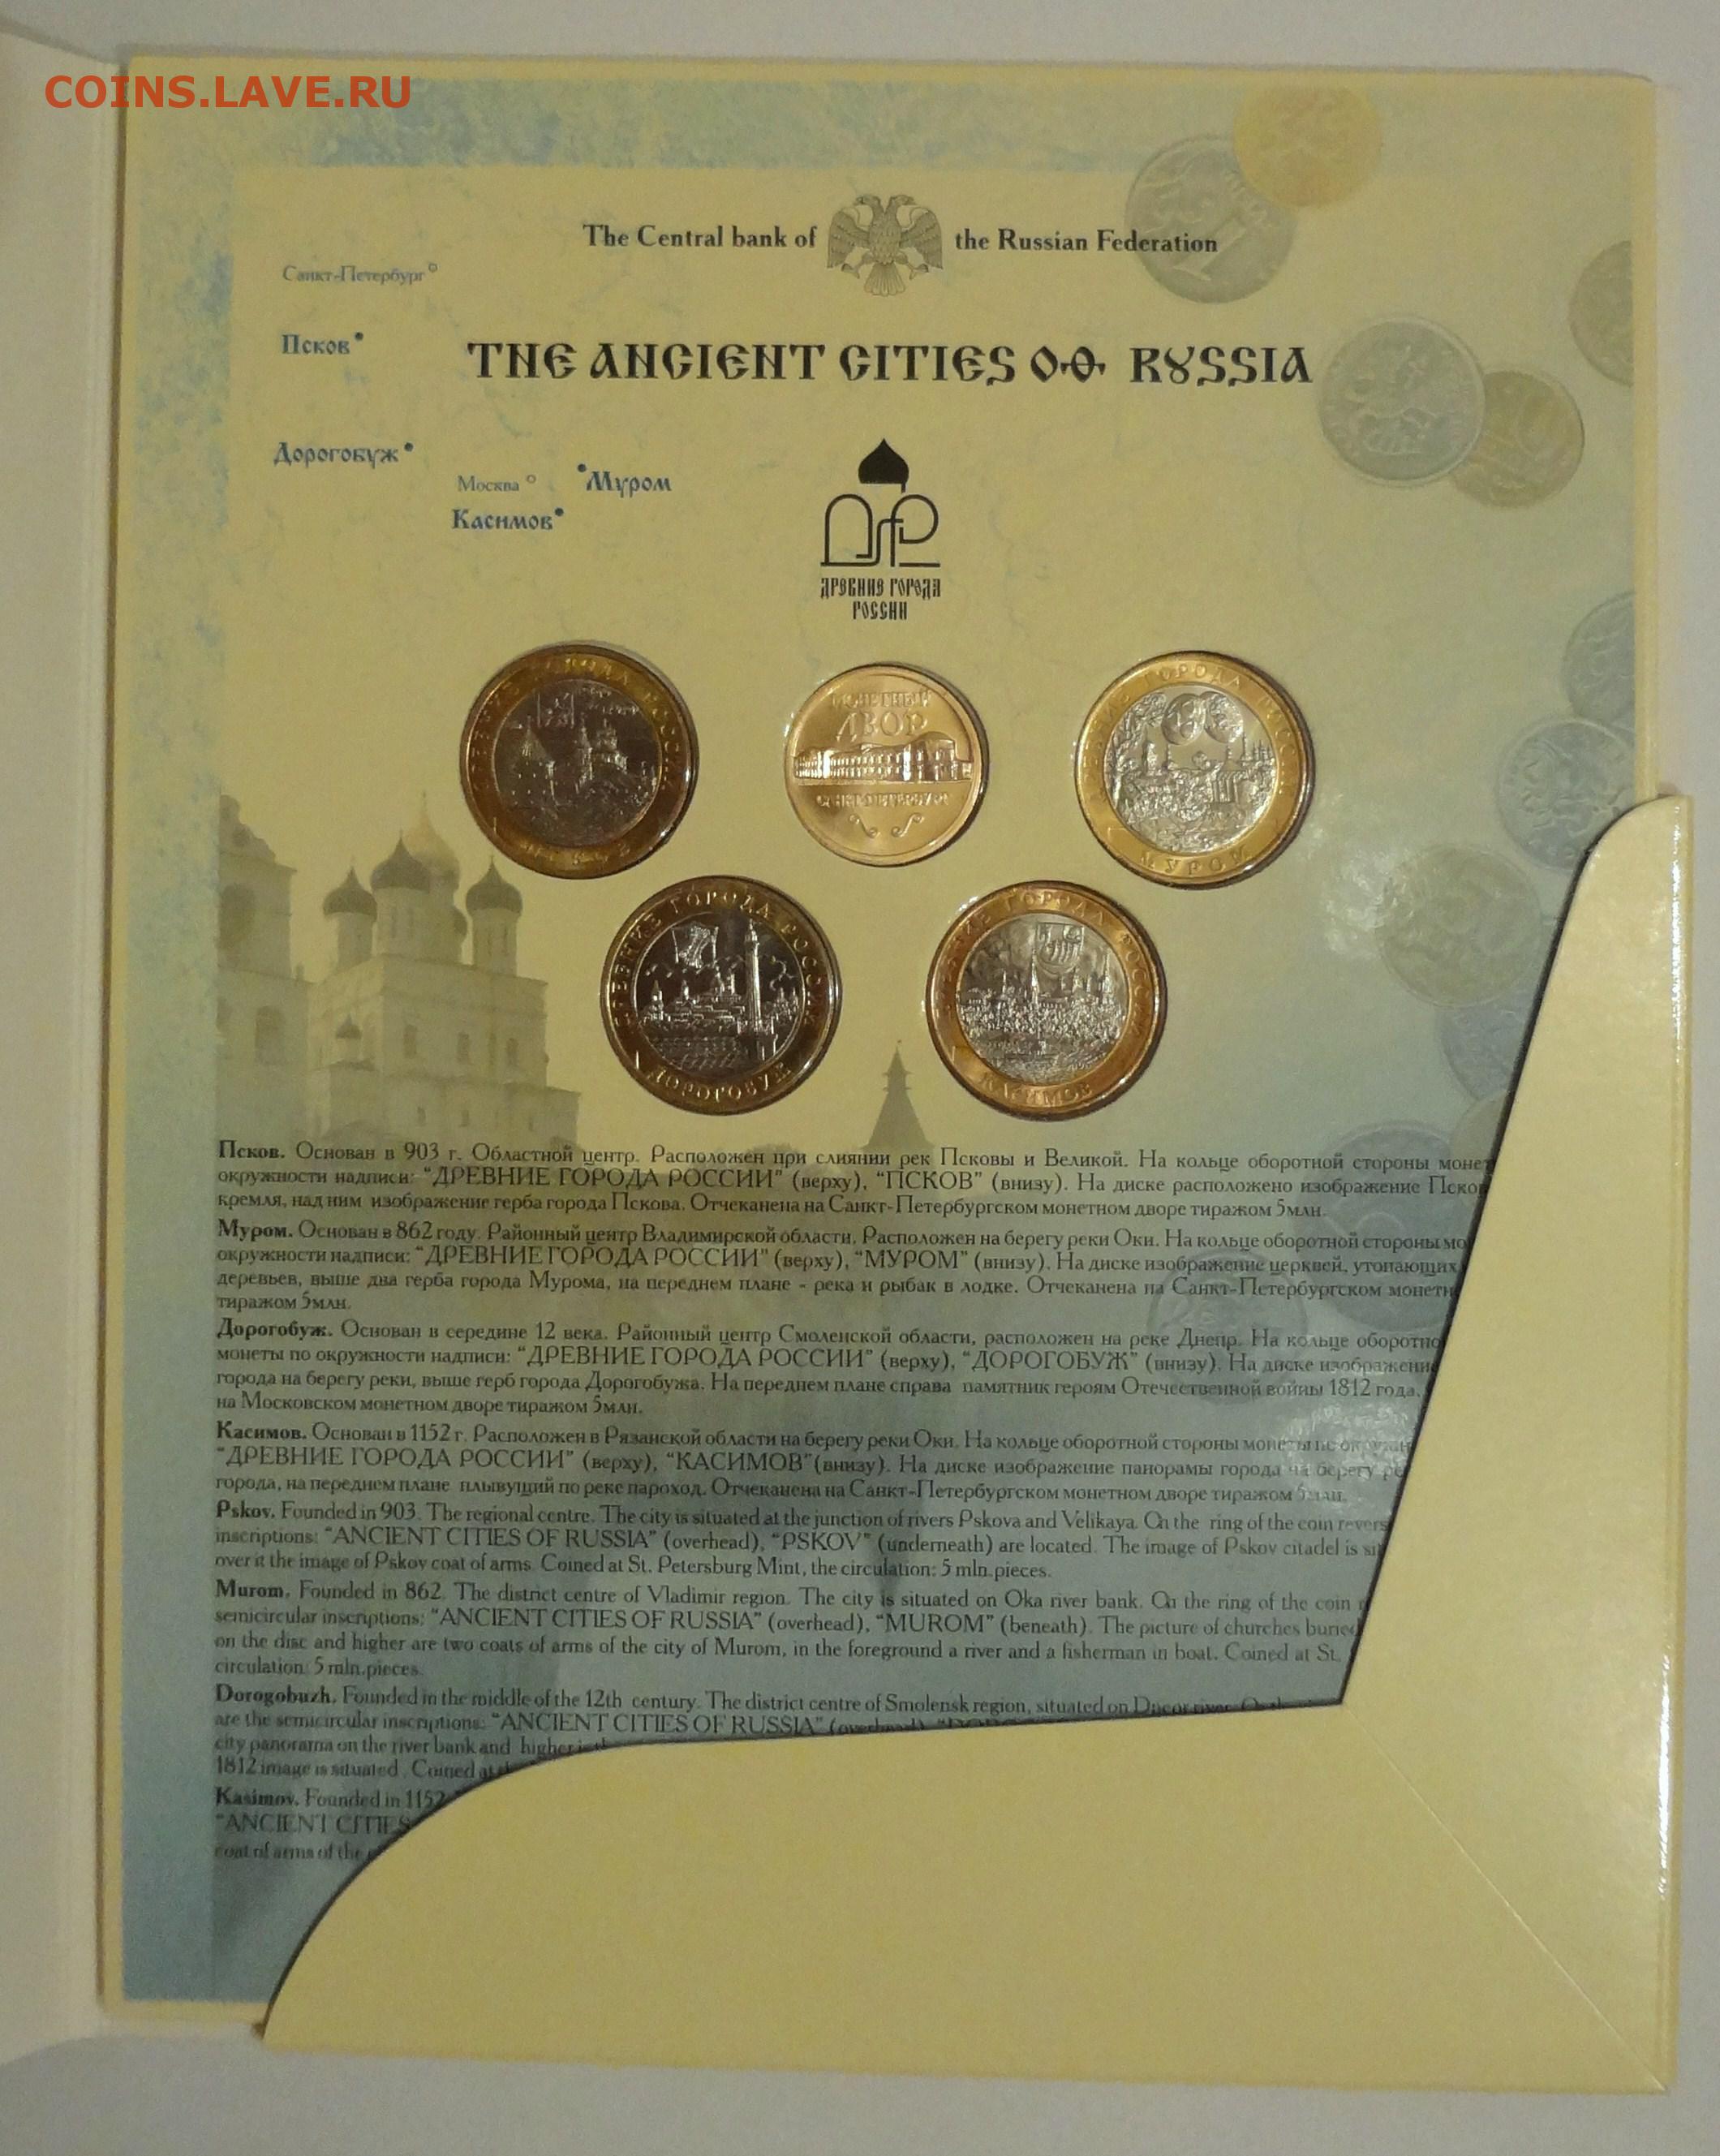 COINS.LAVE.RU
The Central bank of the Russian Federation
Санкт-Петербург
Псков
THE ANCIENT CITIES OF RUSSIA
Дорогобуж
Москва
Муром
Касимов
ДРЕВНИЕ ГОРОДА
РОССИИ
МОНЕТНЫЙ
ДВОР
САНКТ-ПЕТЕРБУРГ
ДРЕВНИЕ ГОРОДА РОССИИ
ПСКОВ
ДРЕВНИЕ ГОРОДА РОССИИ
МУРОМ
ДРЕВНИЕ ГОРОДА РОССИИ
ДОРОГОБУЖ
ДРЕВНИЕ ГОРОДА РОССИИ
КАСИМОВ
Псков. Основан в 903 г. Областной центр. Расположен при слиянии рек Псковы и Великой. На кольце оборотной стороны моне
окружности надписи: "ДРЕВНИЕ ГОРОДА РОССИИ" (верху), "ПСКОВ" (внизу). На диске расположено изображение Пско
кремля, над ним изображение герба города Пскова. Отчеканена на Санкт-Петербургском монетном дворе тиражом 5млн.
Муром. Основан в 862 году. Районный центр Владимирской области. Расположен на берегу реки Оки. На кольце оборотной стороны мо
окружности надписи: "ДРЕВНИЕ ГОРОДА РОССИИ" (верху), "МУРОМ" (внизу). На диске изображение церквей, утопающих
деревьев, выше два герба города Мурома, на переднем плане - река и рыбак в лодке. Отчеканена на Санкт-Петербургском монетн
тиражом 5млн.
Дорогобуж. Основан в середине 12 века. Районный центр Смоленской области, расположен на реке Днепр. На кольце оборотно
монеты по окружности надписи: "ДРЕВНИЕ ГОРОДА РОССИИ" (верху), "ДОРОГОБУЖ" (внизу). На диске изображени
города на берегу реки, выше герб города Дорогобужа. На переднем плане справа памятник героям Отечественной войны 1812 года.
на Московском монетном дворе тиражом 5млн.
Касимов. Основан в 1152 г. Расположен в Рязанской области на берегу реки Оки. На кольце оборотной стороны монеты по
"ДРЕВНИЕ ГОРОДА РОССИИ" (верху), "КАСИМОВ"(внизу). На диске изображение панорамы города на берегу ре
города, на переднем плане плывущий по реке пароход. Отчеканена на Санкт-Петербургском монетном дворе тиражом 5млн.
Pskov. Founded in 903. The regional centre. The city is situated at the junction of rivers Pskova and Velikaya. On the ring of the coin revers
inscriptions: "ANCIENT CITIES OF RUSSIA" (overhead), "PSKOV" (underneath) are located. The image of Pskov citadel is si
over it the image of Pskov coat of arms. Coined at St. Petersburg Mint, the circulation: 5 mln.pieces.
Murom. Founded in 862. The district centre of Vladimir region. The city is situated on Oka river bank. On the ring of the coin
semicircular inscriptions: "ANCIENT CITIES OF RUSSIA" (overhead), "MUROM" (beneath). The picture of churches buried
on the disc and higher are two coats of arms of the city of Murom, in the foreground a river and a fisherman in boat. Coined at St.
circulation: 5 mln.pieces.
Dorogobuzh. Founded in the middle of the 12th century. The district centre of Smolensk region, situated on Dnepr river.
are the semicircular inscriptions: "ANCIENT CITIES OF RUSSIA" (overhead),
city panorama on the river bank and higher is
1812 image is situated . Coined at
Kasimov. Founded in 1152
"ANCIENT CITIES
coat of arms of the